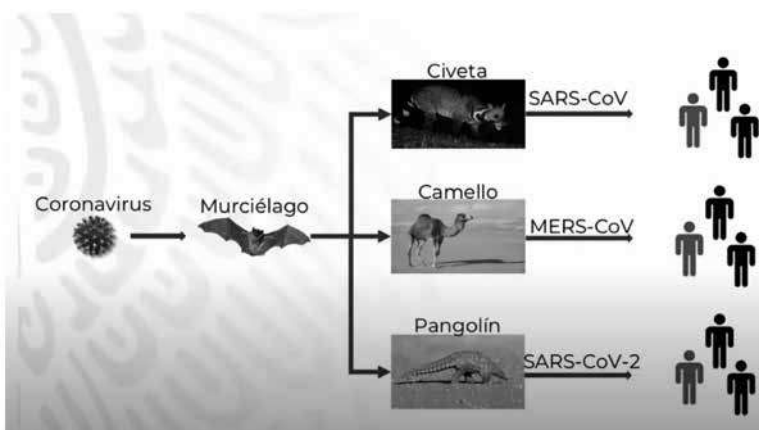 Civeta
SARS-CoV
Coronavirus
Murciélago
Camello
MERS-CoV
Pangolín
SARS-CoV-2